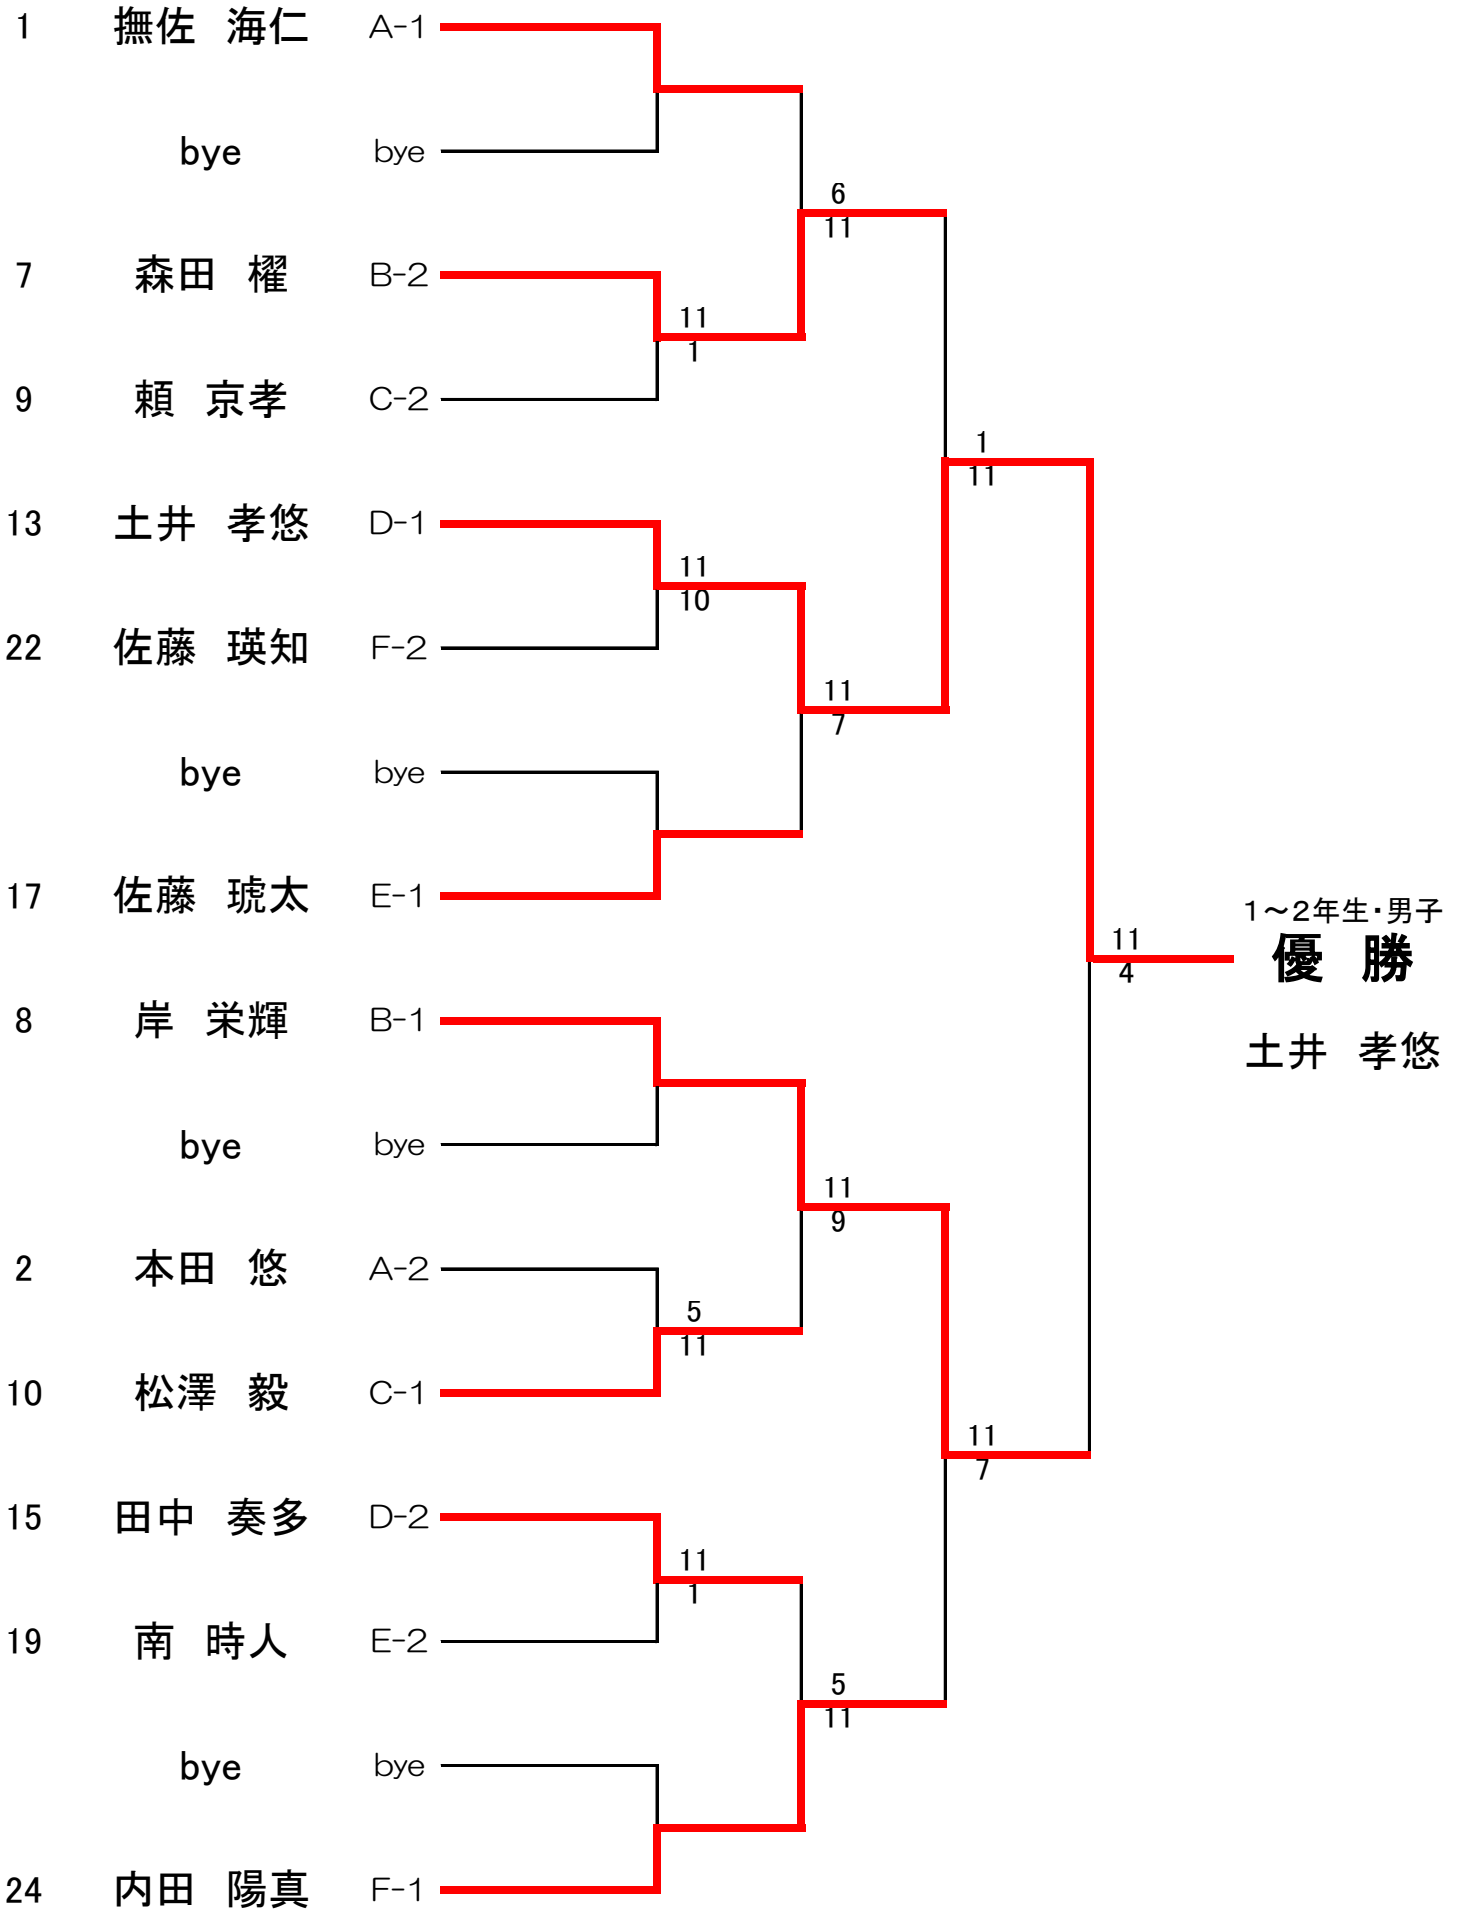 1 撫佐 海仁 A-1
bye bye
6
11
7 森田 櫂 B-2
11
1
9 頼 京孝 C-2
1
11
13 土井 孝悠 D-1
11
10
22 佐藤 瑛知 F-2
11
7
bye bye
17 佐藤 琥太 E-1
1～2年生・男子
11
4
優 勝
8 岸 栄輝 B-1
土井 孝悠
bye bye
11
9
2 本田 悠 A-2
5
11
10 松澤 毅 C-1
11
7
15 田中 奏多 D-2
11
1
19 南 時人 E-2
5
11
bye bye
24 内田 陽真 F-1